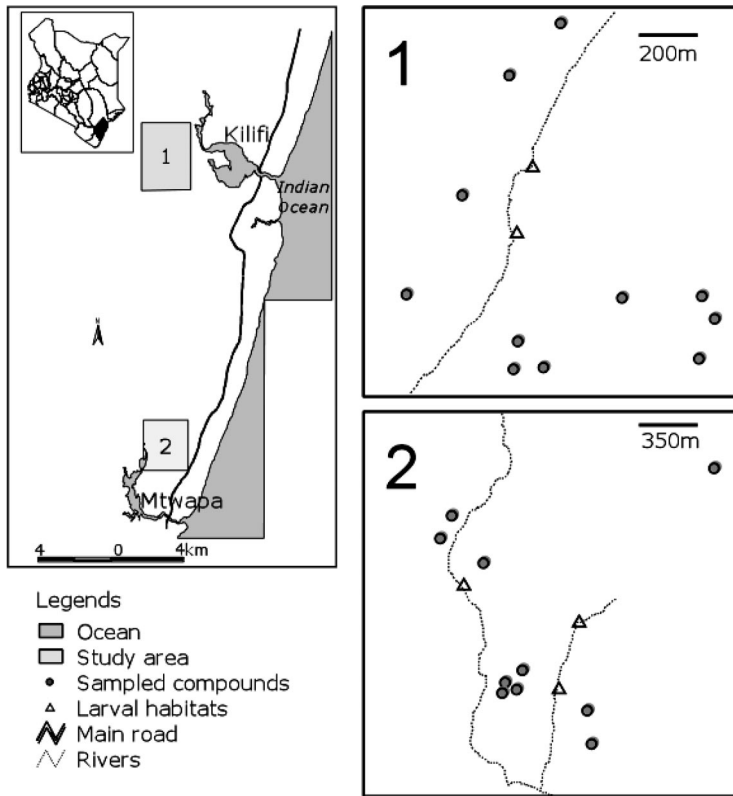 Kilifi
1
Indian
Ocean
N
2
Mtwapa
4 0 4km
Legends
Ocean
Study area
Sampled compounds
Larval habitats
Main road
Rivers
1
200m
2
350m